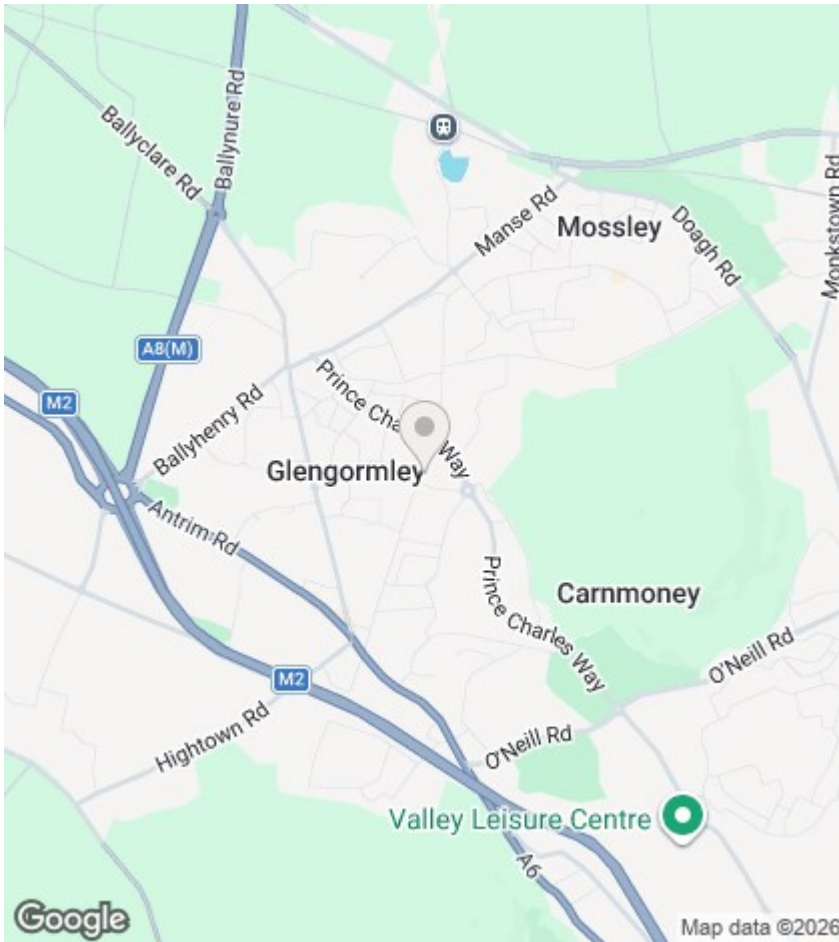 Ballynure Rd
Ballyclare Rd
Manse Rd
Mossley
Doagh Rd
Monkstown Rd
A8(M)
M2
Prince Charles Way
Ballyhenry Rd
Glengormley
Antrim Rd
Prince Charles Way
Carnmoney
O'Neill Rd
M2
Hightown Rd
O'Neill Rd
Valley Leisure Centre
A6
Google
Map data ©2026